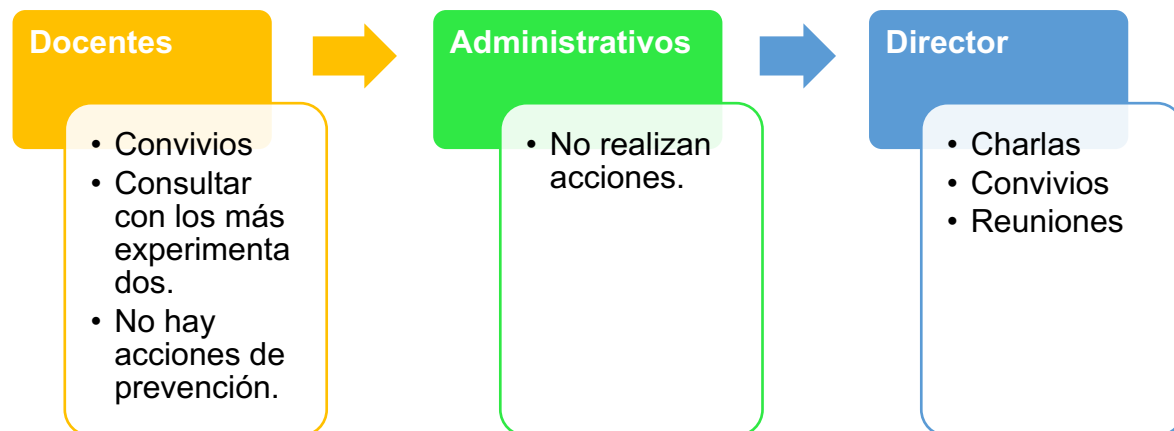 Docentes
• Convivios
• Consultar
con los más
experimenta
dos.
• No hay
acciones de
prevención.
Administrativos
• No realizan
acciones.
Director
• Charlas
• Convivios
• Reuniones